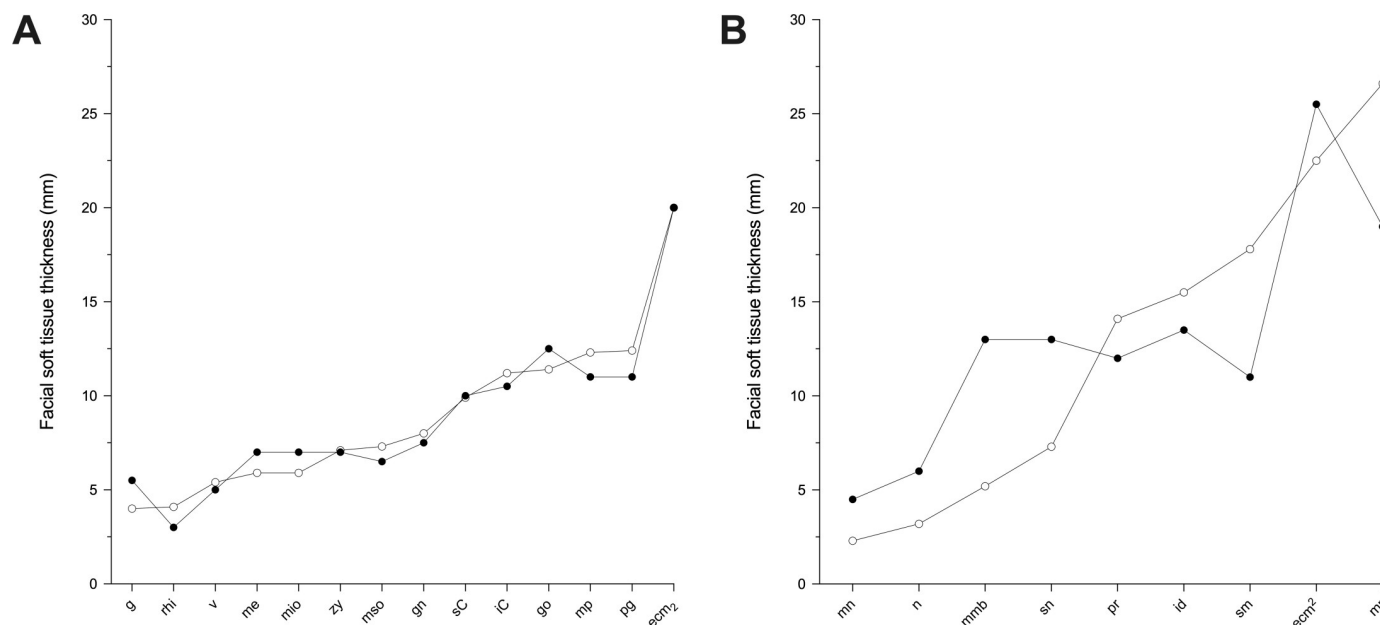 A
B
30
25
20
15
10
5
0
Facial soft tissue thickness (mm)
g
rhi
v
me
mio
zy
mso
gn
sC
iC
go
mp
pg
ecm₂
30
25
20
15
10
5
0
Facial soft tissue thickness (mm)
mn
n
mmb
sn
pr
id
sm
ecm²